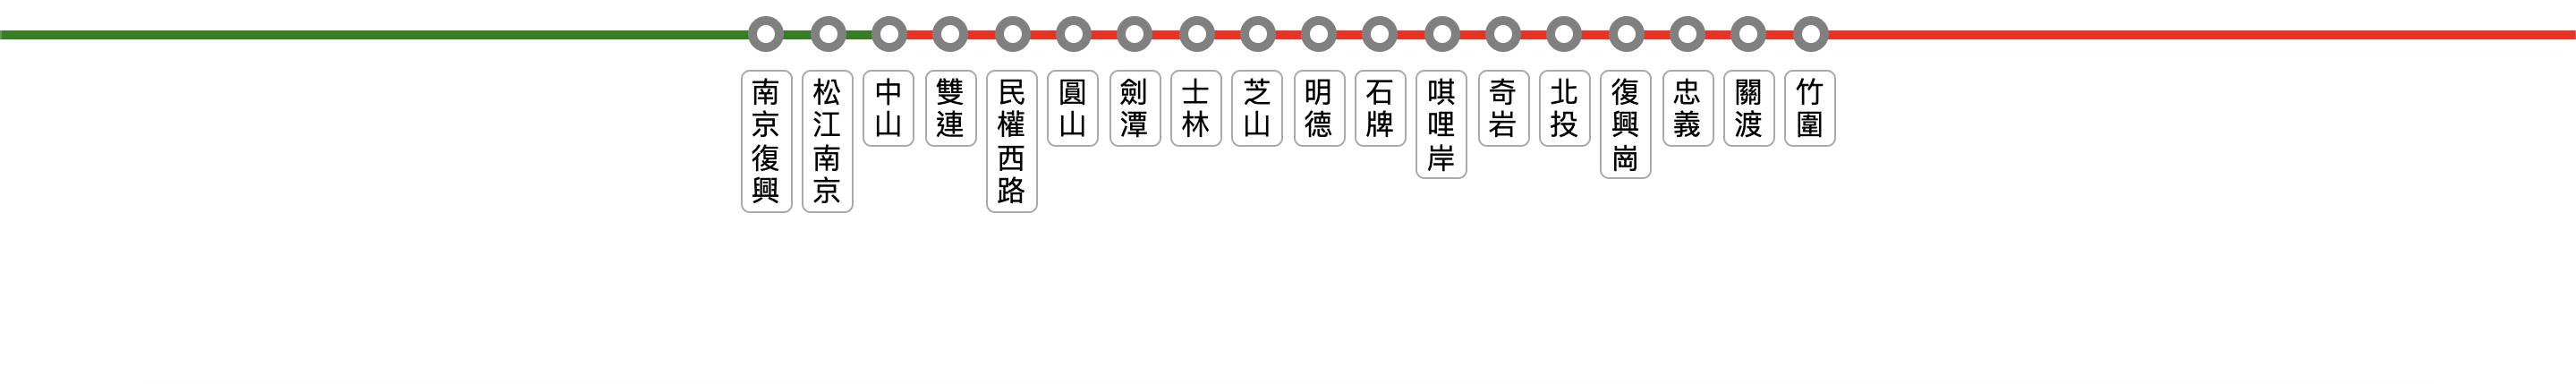 南京復興
松江南京
中山
雙連
民權西路
圓山
劍潭
士林
芝山
明德
石牌
唭哩岸
奇岩
北投
復興崗
忠義
關渡
竹圍